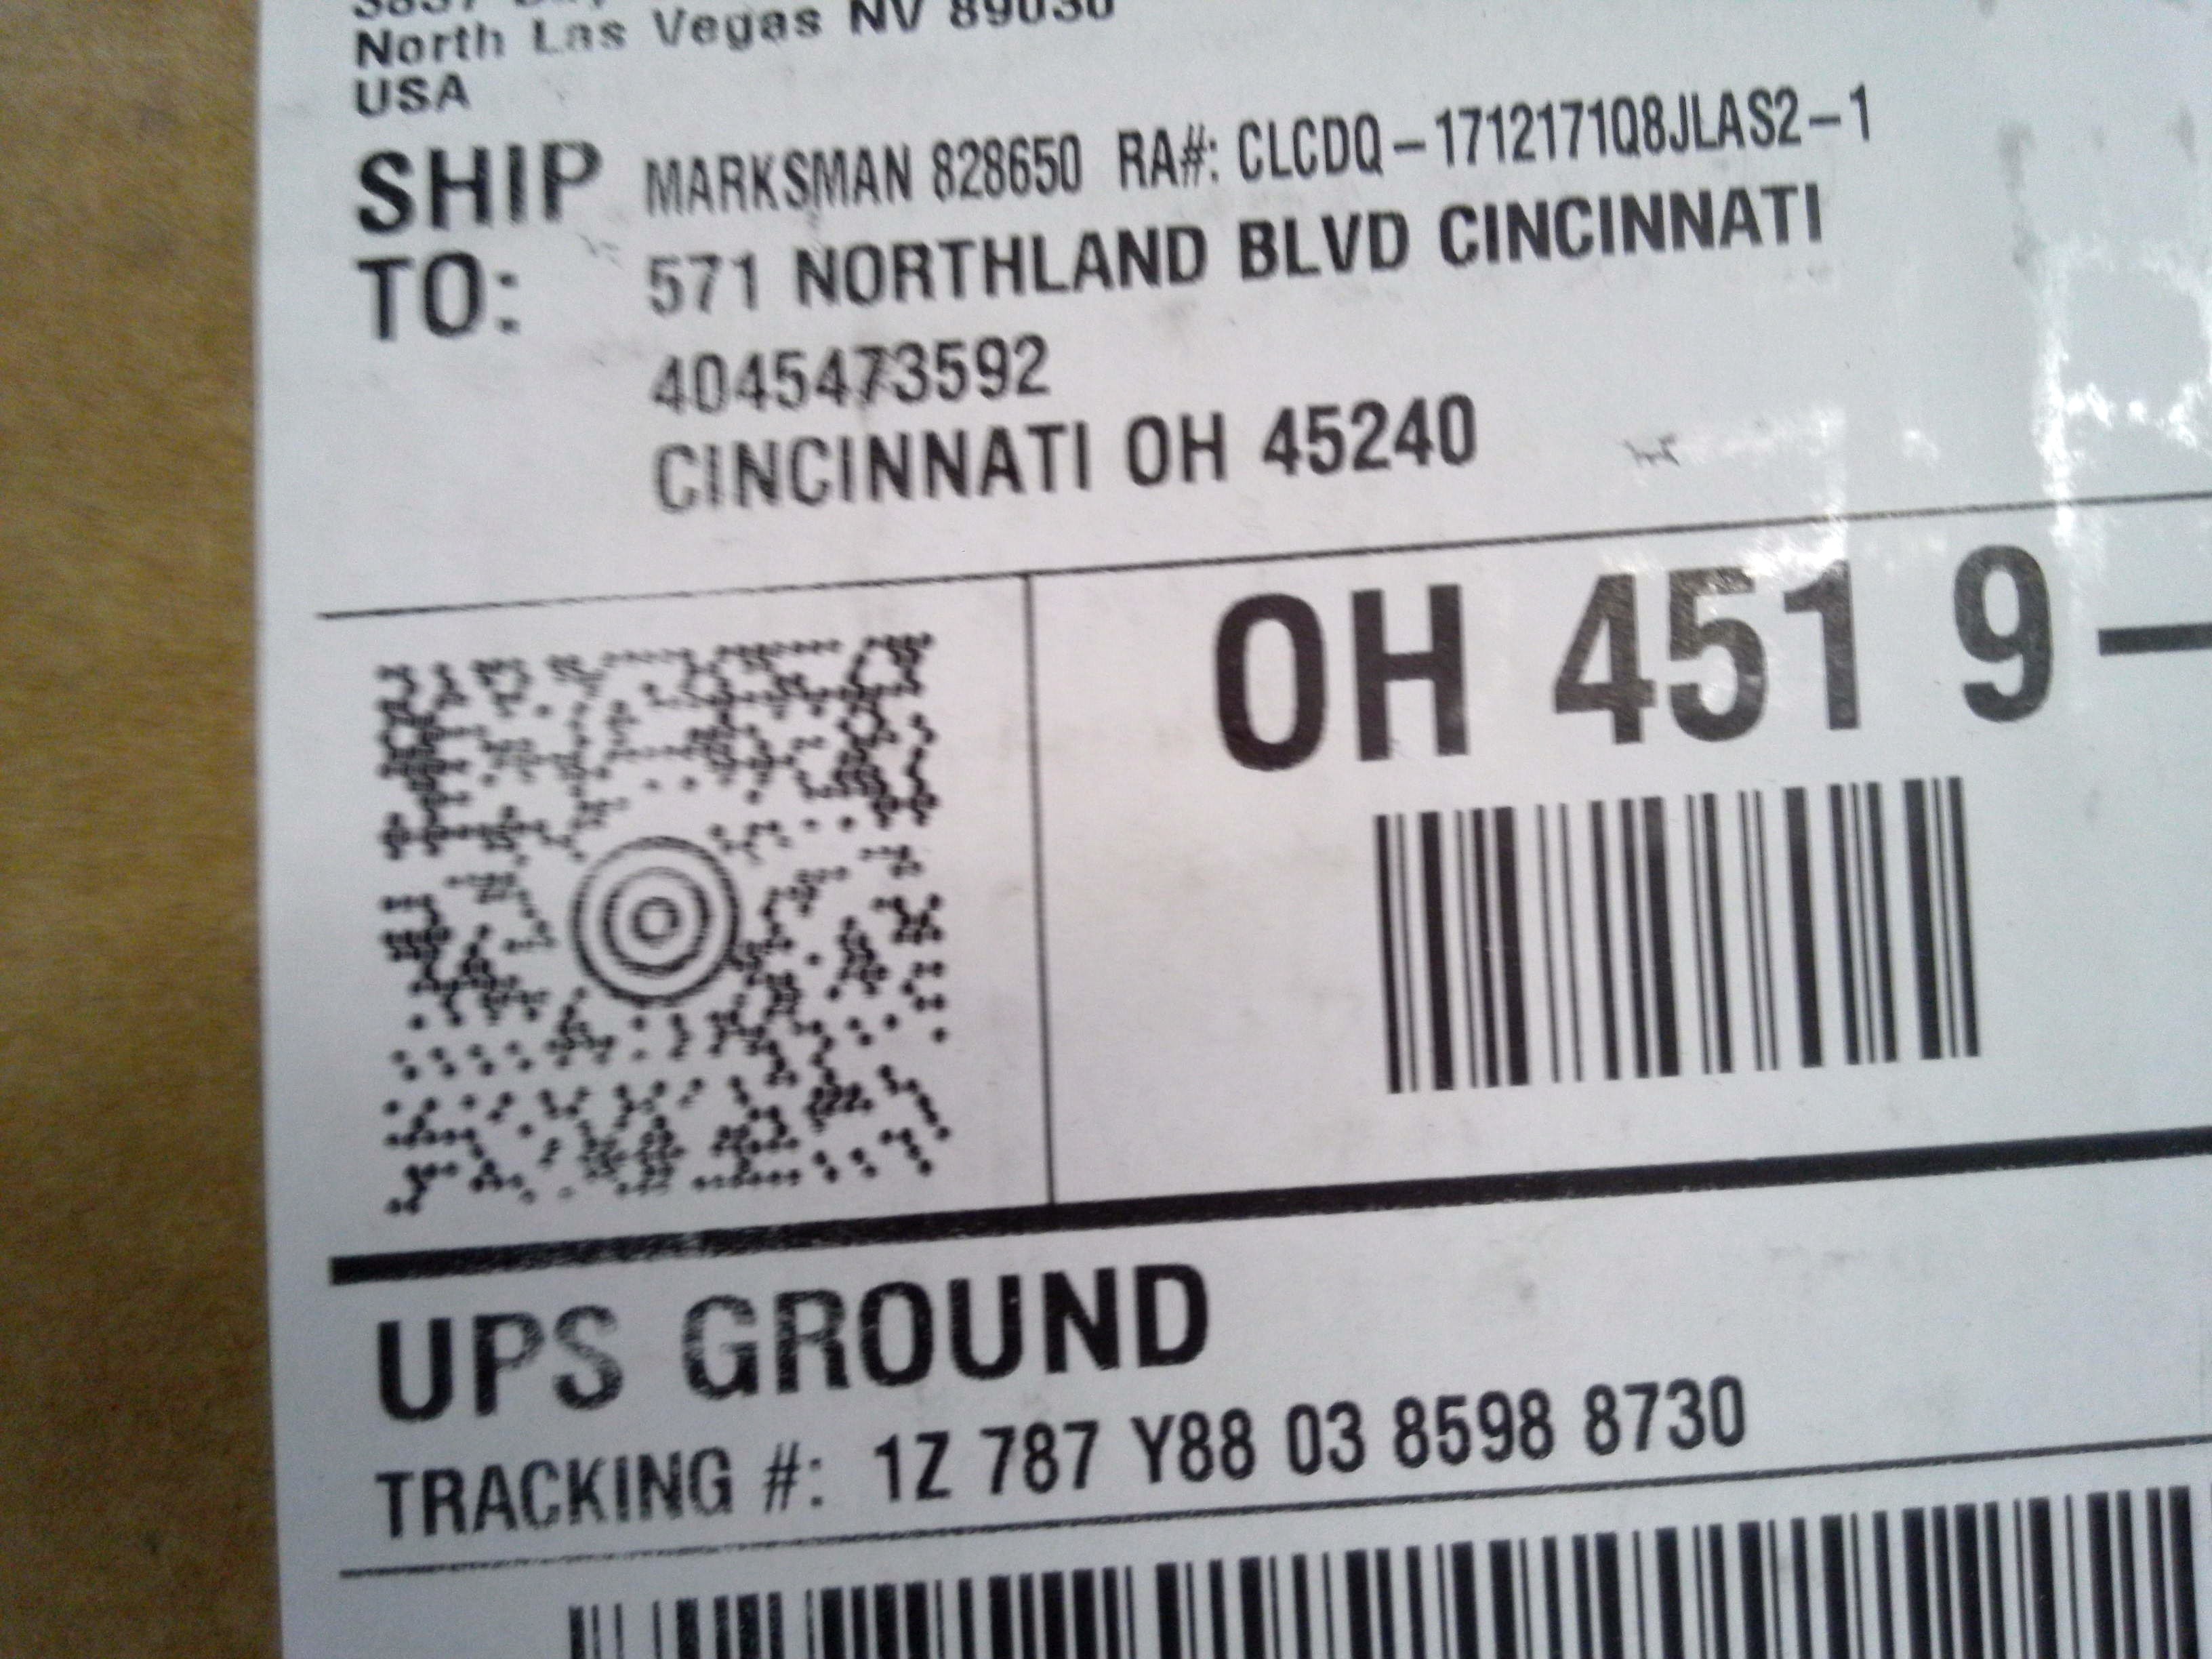 North Las Vegas NV 89030
USA
SHIP TO:
MARKSMAN 828650 RA#: CLCDQ-1712171Q8JLAS2-1
571 NORTHLAND BLVD CINCINNATI
4045473592
CINCINNATI OH 45240
OH 451 9-
UPS GROUND
TRACKING #: 1Z 787 Y88 03 8598 8730